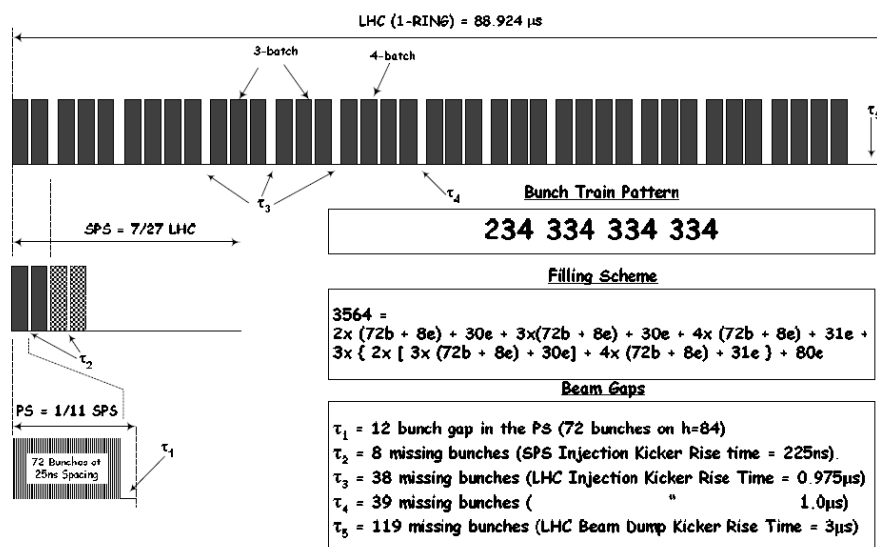 LHC (1-RING) = 88.924 µs
3-batch
4-batch
τ5
τ3
τ4
Bunch Train Pattern
234 334 334 334
SPS = 7/27 LHC
τ2
Filling Scheme
3564 =
2x (72b + 8e) + 30e + 3x(72b + 8e) + 30e + 4x (72b + 8e) + 31e +
3x { 2x [ 3x (72b + 8e) + 30e] + 4x (72b + 8e) + 31e } + 80e
PS = 1/11 SPS
τ1
72 Bunches at
25ns Spacing
Beam Gaps
τ1 = 12 bunch gap in the PS (72 bunches on h=84)
τ2 = 8 missing bunches (SPS Injection Kicker Rise time = 225ns).
τ3 = 38 missing bunches (LHC Injection Kicker Rise Time = 0.975µs)
τ4 = 39 missing bunches ( " 1.0µs)
τ5 = 119 missing bunches (LHC Beam Dump Kicker Rise Time = 3µs)